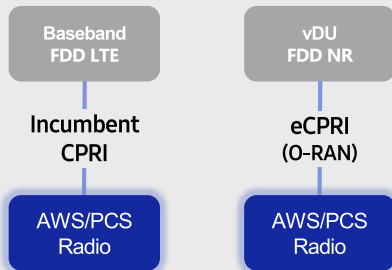 Baseband
FDD LTE
Incumbent
CPRI
AWS/PCS
Radio
vDU
FDD NR
eCPRI
(O-RAN)
AWS/PCS
Radio